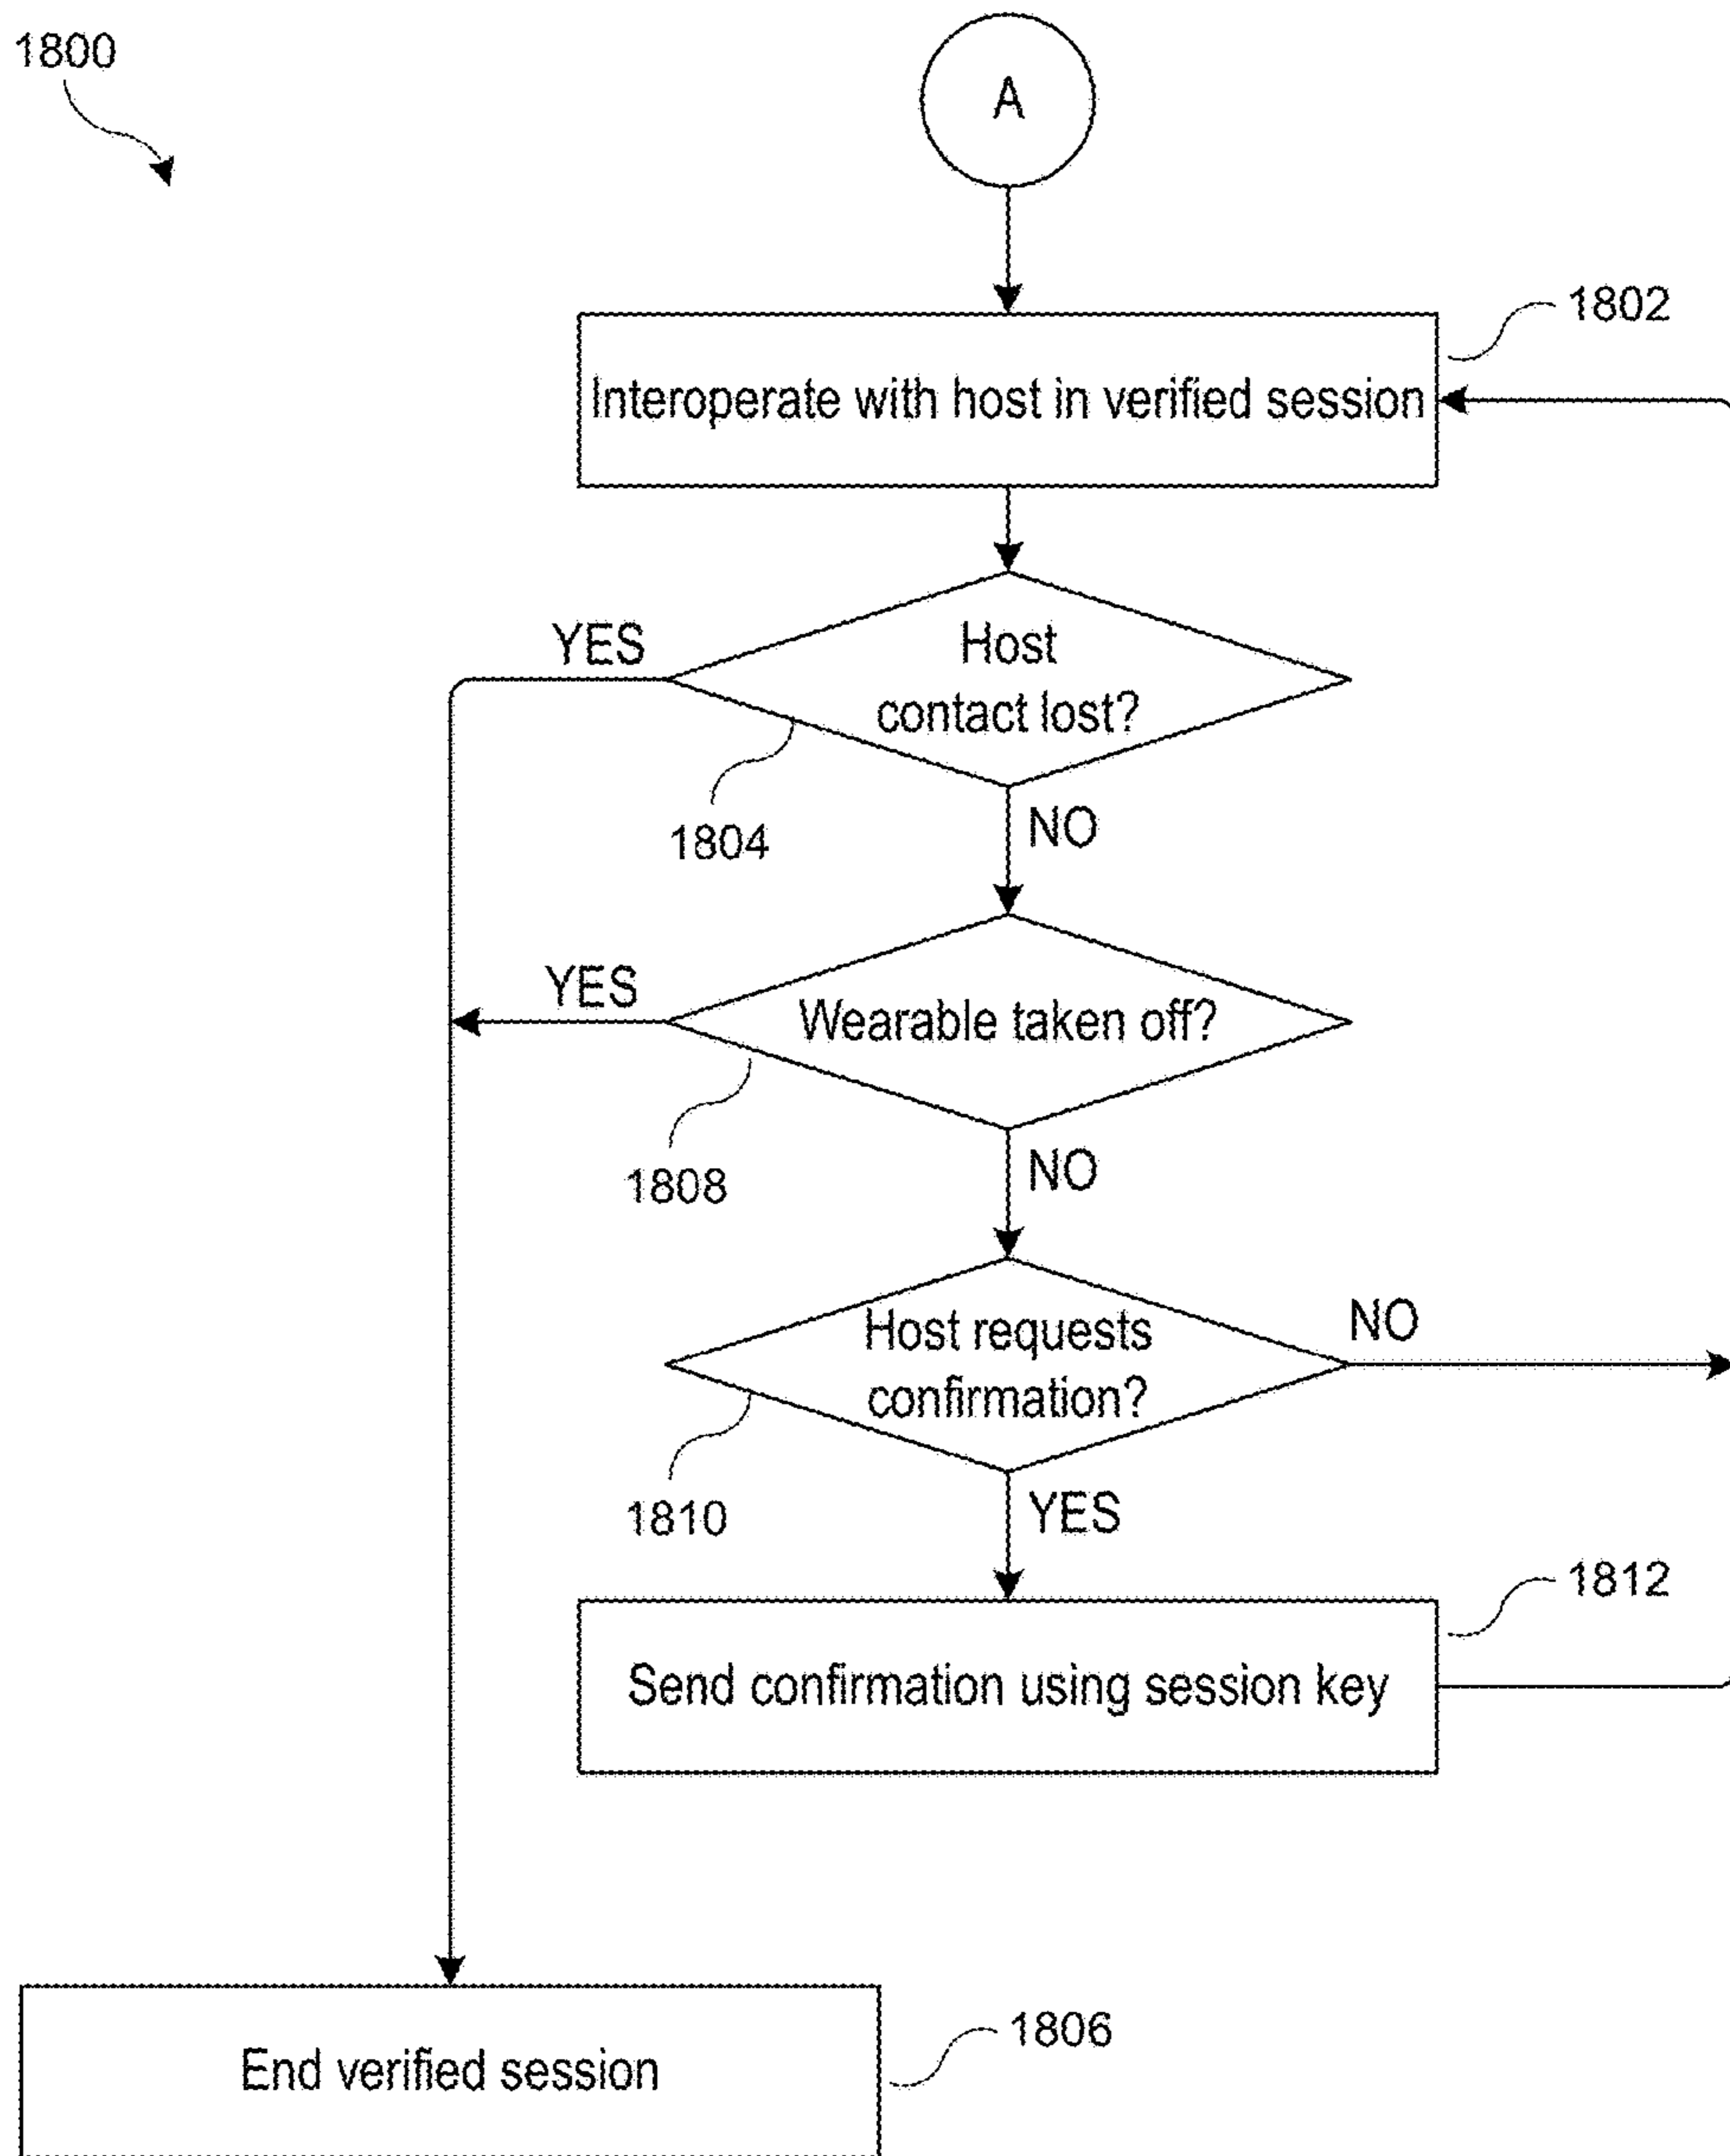 1800
A
1802
Interoperate with host in verified session
YES
Host
contact lost?
1804
NO
YES
Wearable taken off?
1808
NO
Host requests
confirmation?
NO
1810
YES
1812
Send confirmation using session key
End verified session
1806